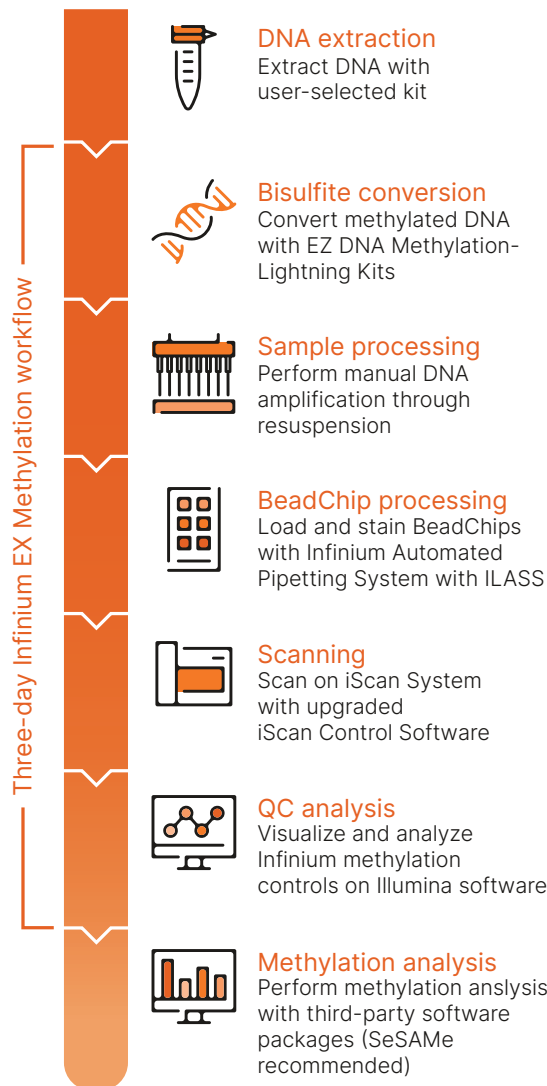 DNA extraction
Extract DNA with
user-selected kit
Three-day Infinium EX Methylation workflow
Bisulfite conversion
Convert methylated DNA
with EZ DNA Methylation-
Lightning Kits
Sample processing
Perform manual DNA
amplification through
resuspension
BeadChip processing
Load and stain BeadChips
with Infinium Automated
Pipetting System with ILASS
Scanning
Scan on iScan System
with upgraded
iScan Control Software
QC analysis
Visualize and analyze
Infinium methylation
controls on Illumina software
Methylation analysis
Perform methylation anslysis
with third-party software
packages (SeSAMe
recommended)